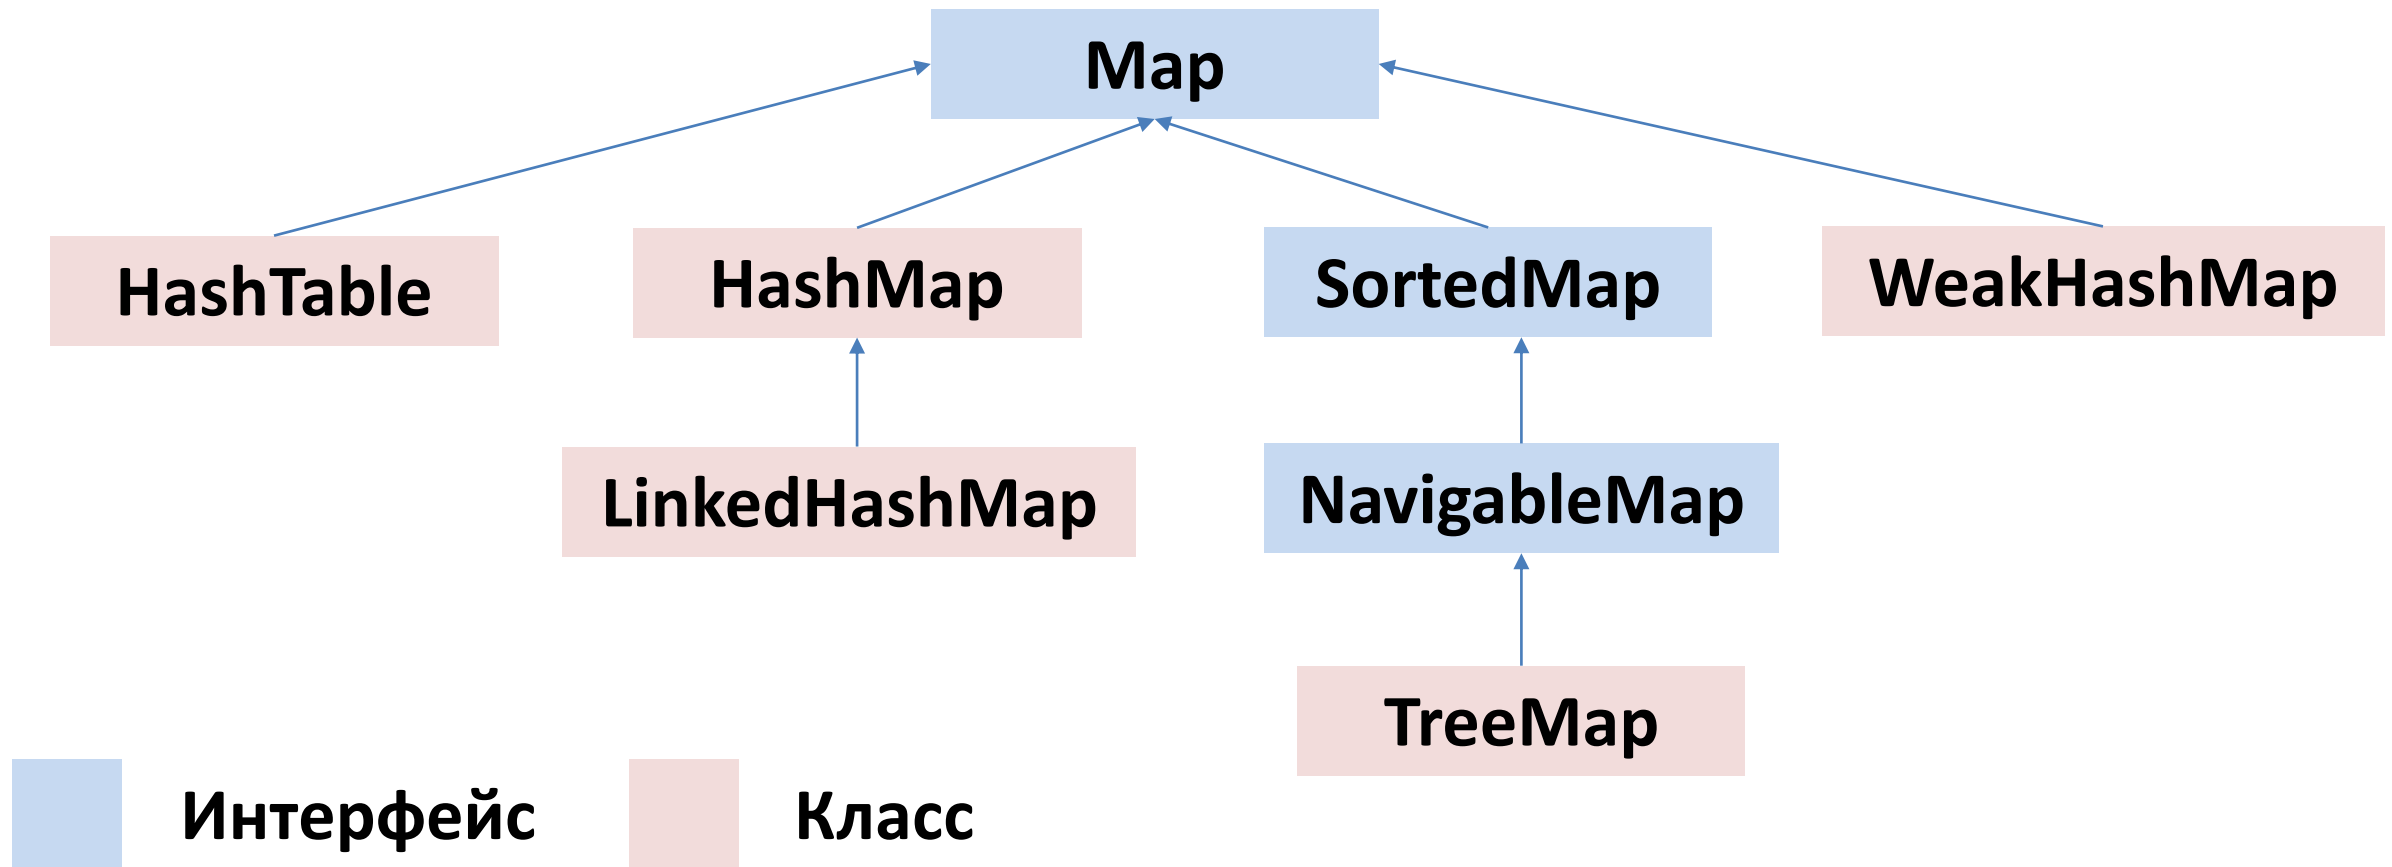 Map
HashTable
HashMap
SortedMap
WeakHashMap
LinkedHashMap
NavigableMap
TreeMap
Интерфейс
Класс